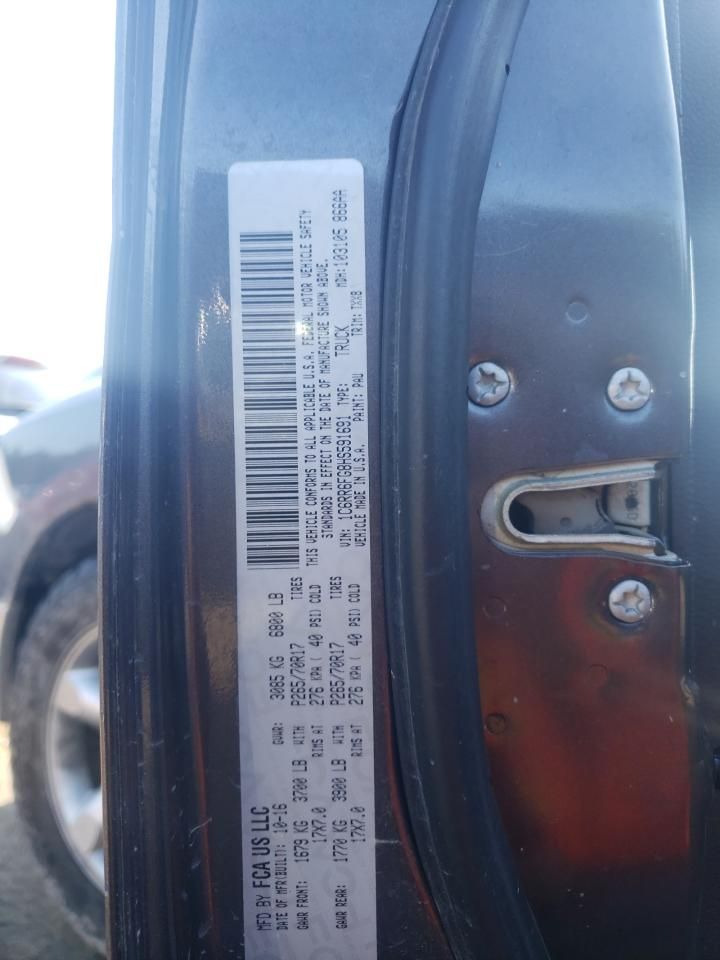 MFD BY FCA US LLC
DATE OF MFR(BUILT): 10-16 GVWR: 3085 KG 6800 LB
GAWR FRONT: 1679 KG 3700 LB WITH P265/70R17 TIRES
17X7.0 RIMS AT 276 KPA( 40 PSI) COLD
GAWR REAR: 1770 KG 3900 LB WITH P265/70R17 TIRES
17X7.0 RIMS AT 276 KPA( 40 PSI) COLD
THIS VEHICLE CONFORMS TO ALL APPLICABLE U.S.A. FEDERAL MOTOR VEHICLE SAFETY
STANDARDS IN EFFECT ON THE DATE OF MANUFACTURE SHOWN ABOVE.
VIN: 1C6RR6FG8HS591691 TYPE: TRUCK MDH: 103105 866AA
VEHICLE MADE IN U.S.A. PAINT: PAU TRIM: TXX8